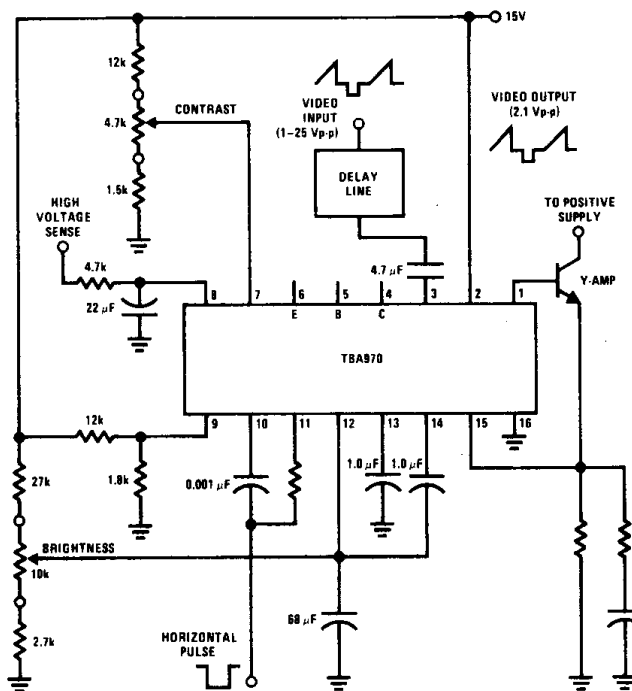 15V
12k
CONTRAST
4.7k
1.5k
VIDEO
INPUT
(1-25 Vp-p)
VIDEO OUTPUT
(2.1 Vp-p)
DELAY
LINE
HIGH
VOLTAGE
SENSE
TO POSITIVE
SUPPLY
4.7k
4.7 µF
Y-AMP
22 µF
8 7 6 5 4 3 2 1
E B C
TBA970
9 10 11 12 13 14 15 16
12k
27k
1.8k
0.001 µF
1.0 µF 1.0 µF
BRIGHTNESS
10k
68 µF
2.7k
HORIZONTAL
PULSE